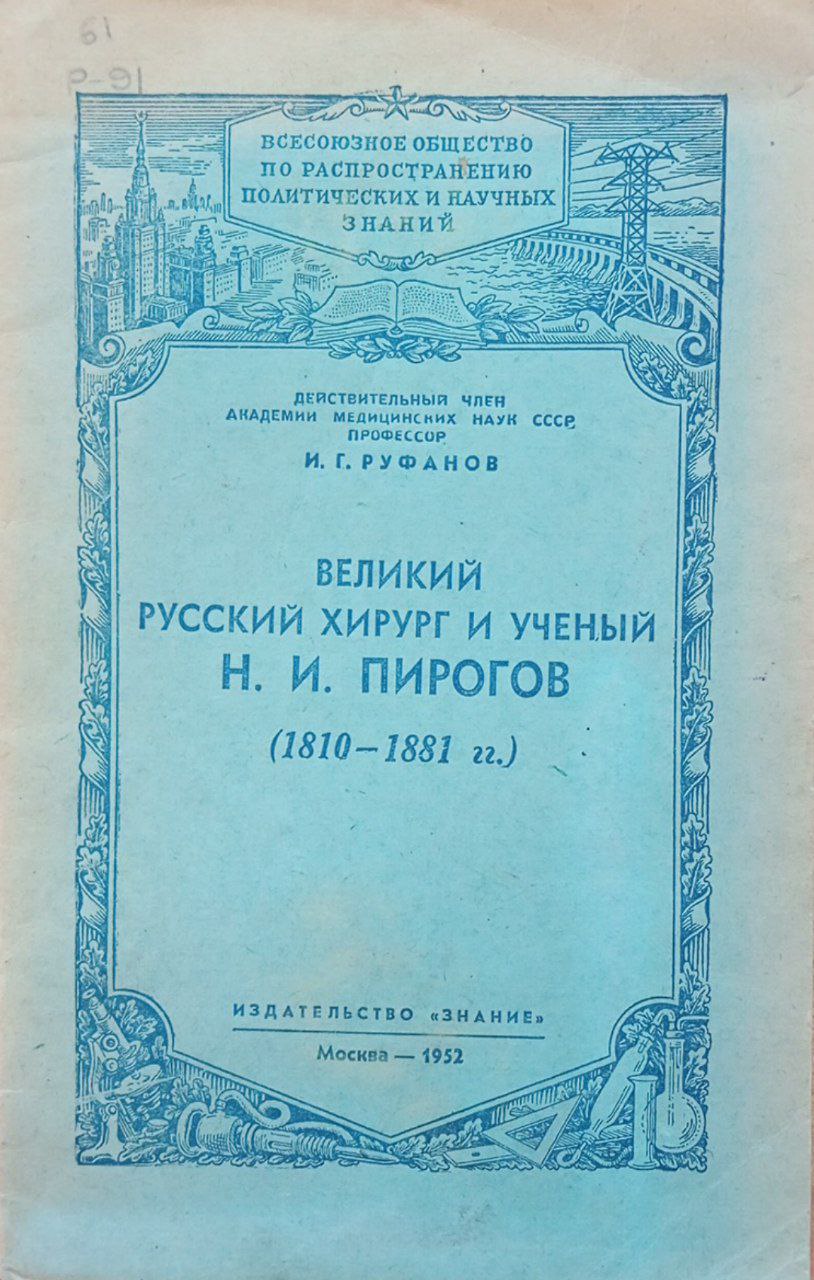 61
Р-91
ВСЕСОЮЗНОЕ ОБЩЕСТВО
ПО РАСПРОСТРАНЕНИЮ
ПОЛИТИЧЕСКИХ И НАУЧНЫХ
ЗНАНИЙ
ДЕЙСТВИТЕЛЬНЫЙ ЧЛЕН
АКАДЕМИИ МЕДИЦИНСКИХ НАУК СССР
ПРОФЕССОР
И. Г. РУФАНОВ
ВЕЛИКИЙ
РУССКИЙ ХИРУРГ И УЧЕНЫЙ
Н. И. ПИРОГОВ
(1810—1881 гг.)
ИЗДАТЕЛЬСТВО «ЗНАНИЕ»
Москва — 1952